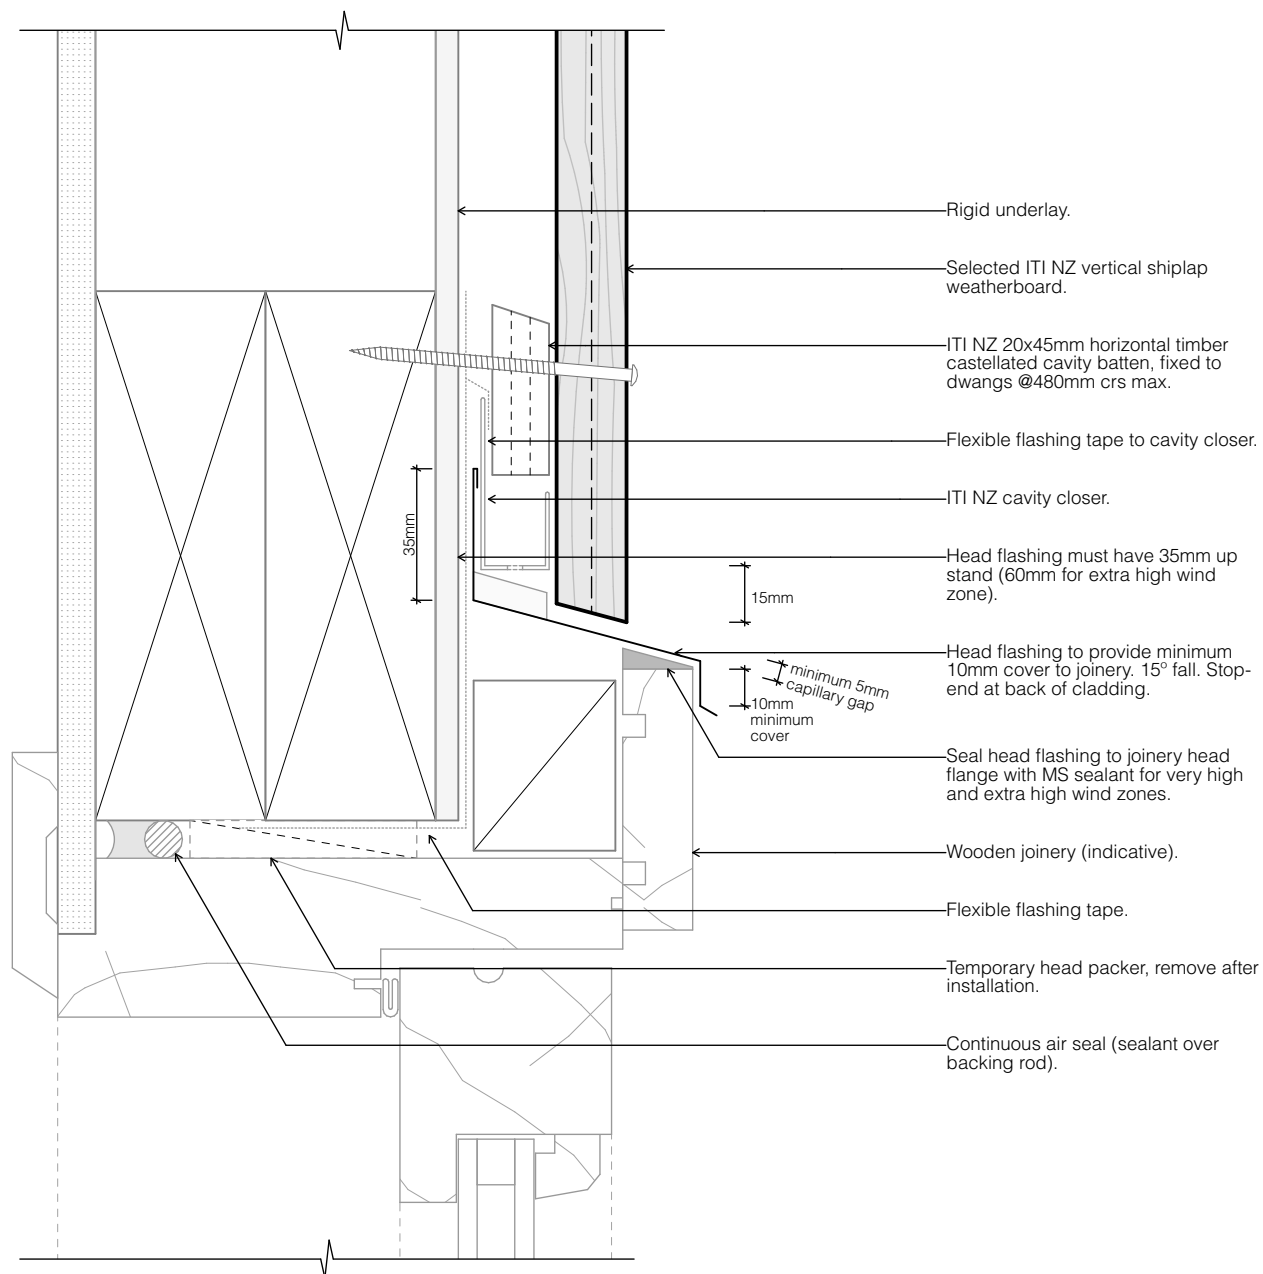 Rigid underlay.
Selected ITI NZ vertical shiplap
weatherboard.
ITI NZ 20x45mm horizontal timber
castellated cavity batten, fixed to
dwangs @480mm crs max.
Flexible flashing tape to cavity closer.
ITI NZ cavity closer.
35mm
Head flashing must have 35mm up
stand (60mm for extra high wind
zone).
15mm
Head flashing to provide minimum
10mm cover to joinery. 15° fall. Stop-
end at back of cladding.
minimum 5mm
capillary gap
10mm
minimum
cover
Seal head flashing to joinery head
flange with MS sealant for very high
and extra high wind zones.
Wooden joinery (indicative).
Flexible flashing tape.
Temporary head packer, remove after
installation.
Continuous air seal (sealant over
backing rod).